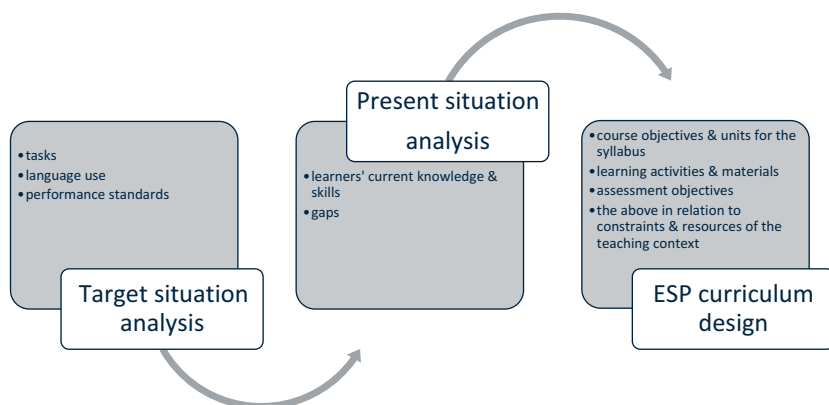 • tasks
• language use
• performance standards
Target situation
analysis
Present situation
analysis
• learners' current knowledge &
skills
• gaps
• course objectives & units for the
syllabus
• learning activities & materials
• assessment objectives
• the above in relation to
constraints & resources of the
teaching context
ESP curriculum
design